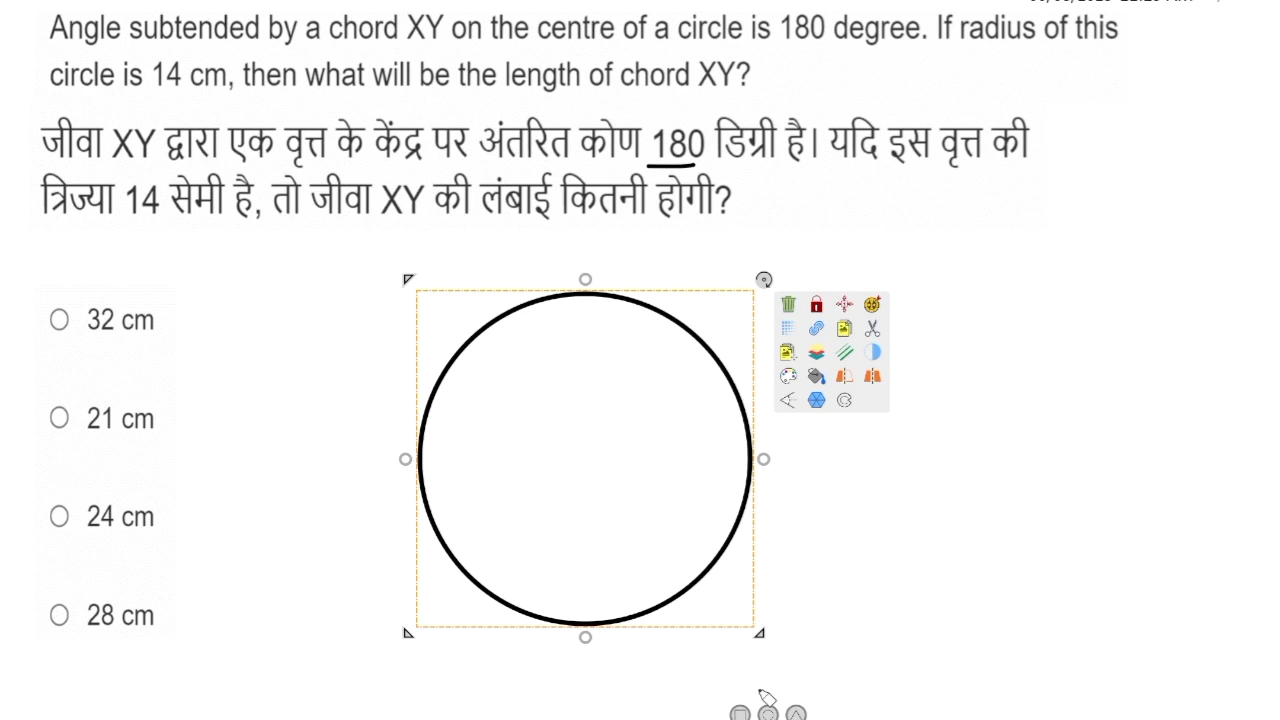 Angle subtended by a chord XY on the centre of a circle is 180 degree. If radius of this
circle is 14 cm, then what will be the length of chord XY?
जीवा XY द्वारा एक वृत्त के केंद्र पर अंतरित कोण 180 डिग्री है। यदि इस वृत्त की
त्रिज्या 14 सेमी है, तो जीवा XY की लंबाई कितनी होगी?
32 cm
21 cm
24 cm
28 cm